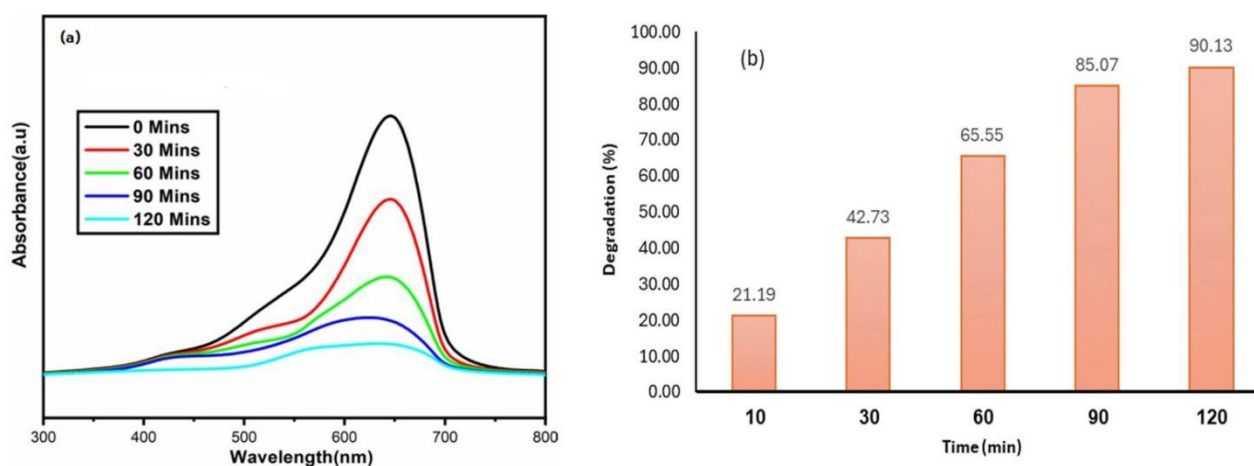 (a)
0 Mins
30 Mins
60 Mins
90 Mins
120 Mins
Absorbance(a.u)
300 400 500 600 700 800
Wavelength(nm)
(b)
100.00
90.00
80.00
70.00
60.00
50.00
40.00
30.00
20.00
10.00
0.00
Degradation (%)
21.19
42.73
65.55
85.07
90.13
10 30 60 90 120
Time (min)